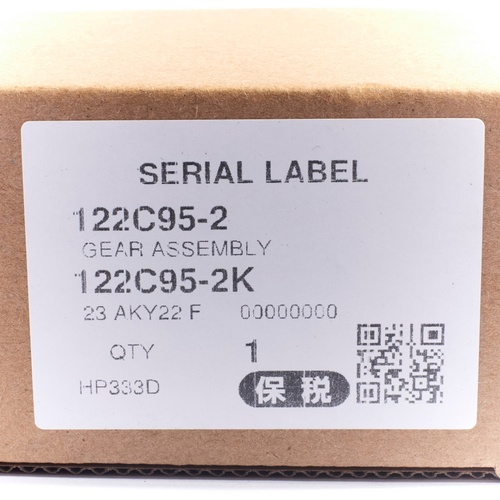 SERIAL LABEL
122C95-2
GEAR ASSEMBLY
122C95-2K
23 AKY22 F 00000000
QTY 1
HP333D 保税